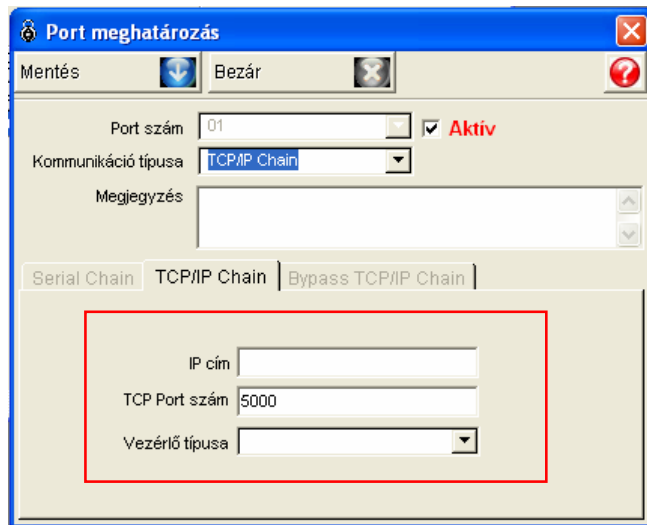 Port meghatározás
Mentés Bezár
Port szám 01 Aktív
Kommunikáció típusa TCP/IP Chain
Megjegyzés
Serial Chain TCP/IP Chain Bypass TCP/IP Chain
IP cím
TCP Port szám 5000
Vezérlő típusa